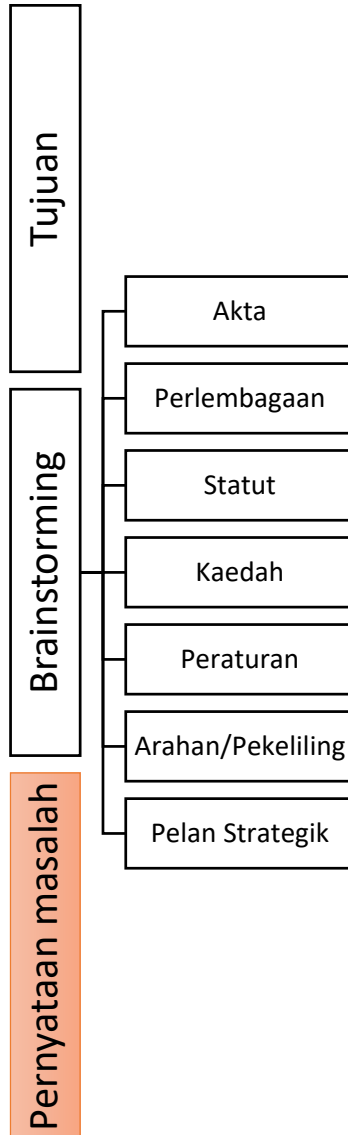 Tujuan
Brainstorming
Akta
Perlembagaan
Statut
Kaedah
Peraturan
Arahan/Pekeliling
Pelan Strategik
Pernyataan masalah